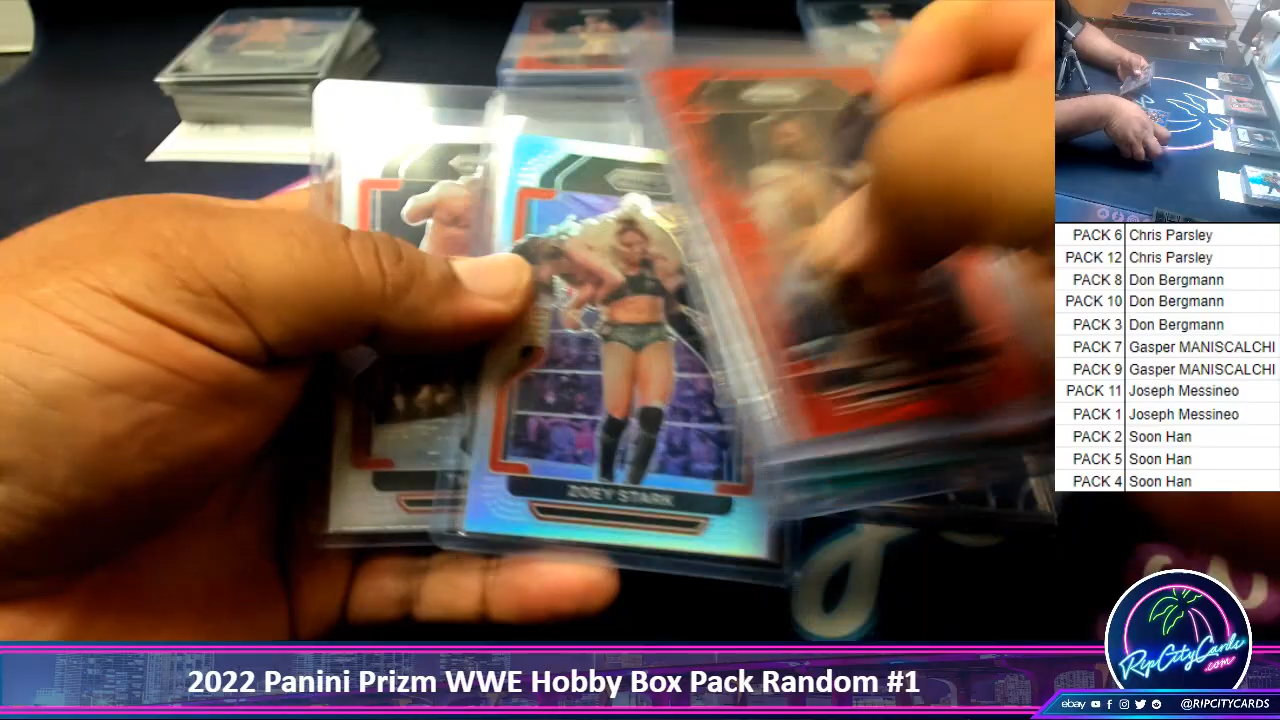 PACK 6 Chris Parsley
PACK 12 Chris Parsley
PACK 8 Don Bergmann
PACK 10 Don Bergmann
PACK 3 Don Bergmann
PACK 7 Gasper MANISCALCHI
PACK 9 Gasper MANISCALCHI
PACK 11 Joseph Messineo
PACK 1 Joseph Messineo
PACK 2 Soon Han
PACK 5 Soon Han
PACK 4 Soon Han
ZOEY STARK
2022 Panini Prizm WWE Hobby Box Pack Random #1
RipCityCards
.com
ebay @RIPCITYCARDS